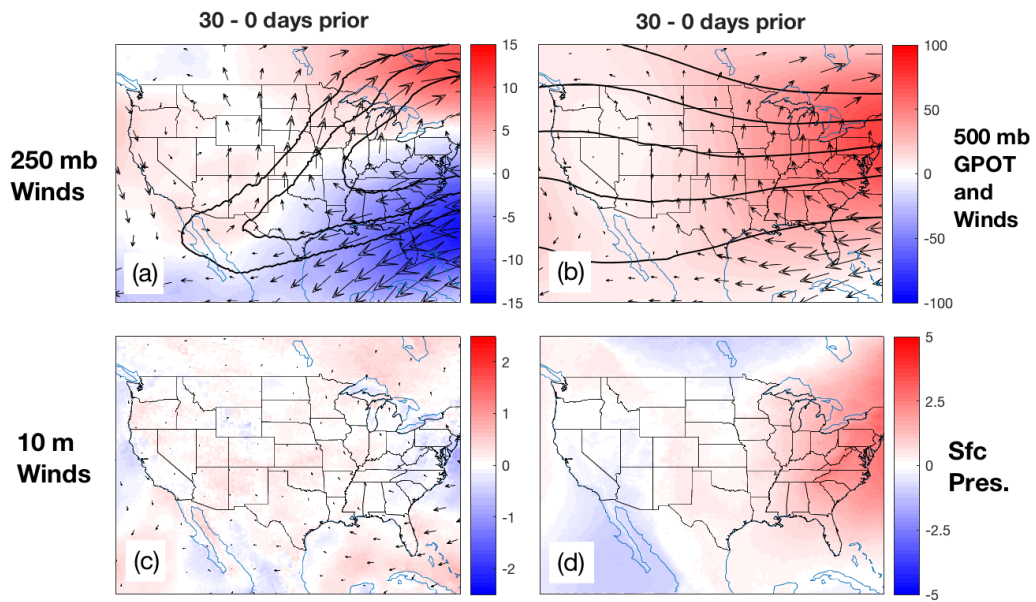 30 - 0 days prior
30 - 0 days prior
250 mb
Winds
(a)
15
10
5
0
-5
-10
-15
(b)
100
50
0
-50
-100
500 mb
GPOT
and
Winds
10 m
Winds
(c)
2
1
0
-1
-2
(d)
5
2.5
0
-2.5
-5
Sfc
Pres.